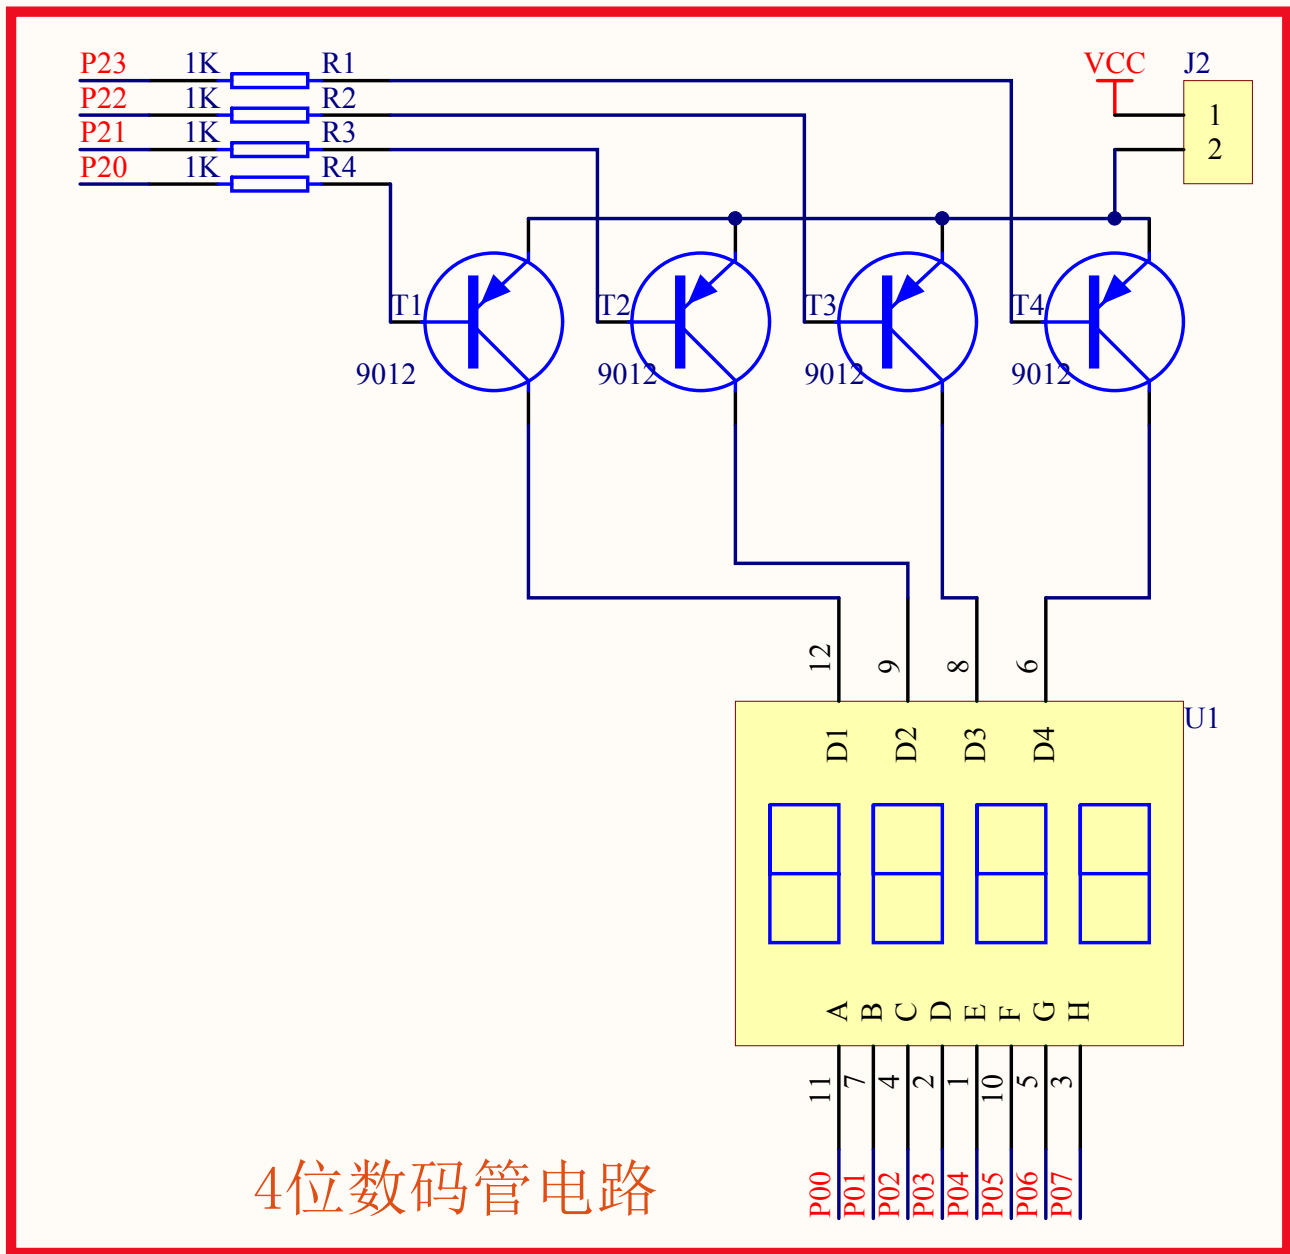 P23 1K R1
P22 1K R2
P21 1K R3
P20 1K R4
VCC J2
1
2
T1 T2 T3 T4
9012 9012 9012 9012
12 9 8 6
U1
D1 D2 D3 D4
A B C D E F G H
11 7 4 2 1 10 5 3
P00 P01 P02 P03 P04 P05 P06 P07
4位数码管电路